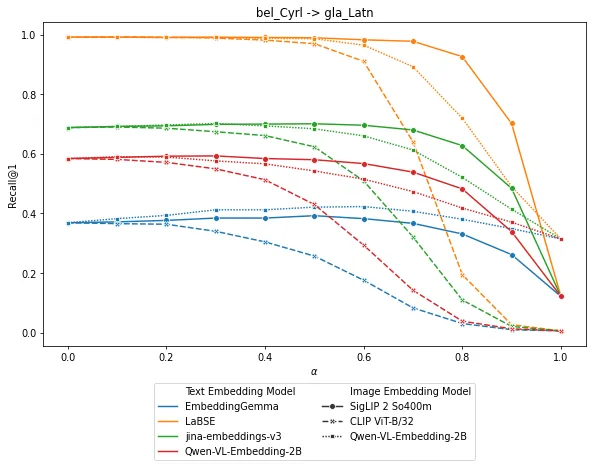 bel_Cyrl -> gla_Latn
Recall@1
1.0
0.8
0.6
0.4
0.2
0.0
0.0 0.2 0.4 0.6 0.8 1.0
α
Text Embedding Model
EmbeddingGemma
LaBSE
jina-embeddings-v3
Qwen-VL-Embedding-2B
Image Embedding Model
SigLIP 2 So400m
CLIP ViT-B/32
Qwen-VL-Embedding-2B